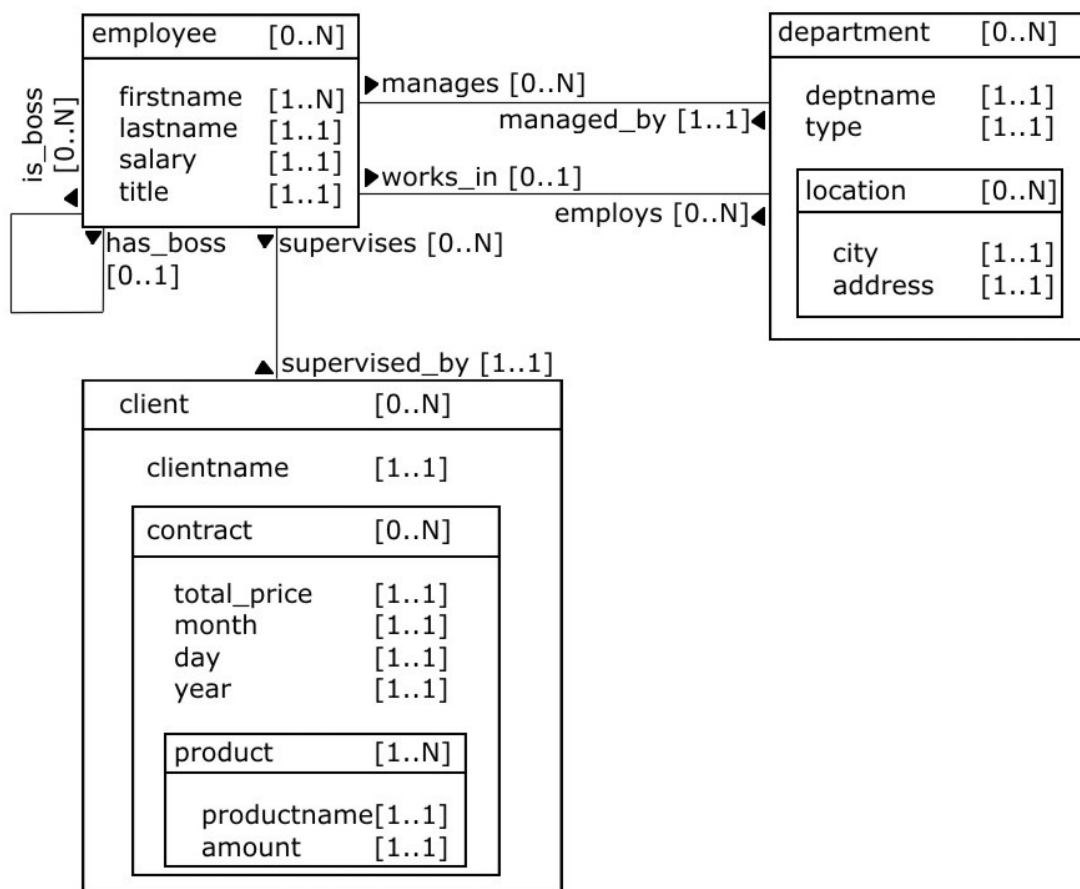 employee [0..N]
firstname [1..N]
lastname [1..1]
salary [1..1]
title [1..1]
is_boss
[0..N]
has_boss
[0..1]
manages [0..N]
managed_by [1..1]
works_in [0..1]
employs [0..N]
supervises [0..N]
supervised_by [1..1]
department [0..N]
deptname [1..1]
type [1..1]
location [0..N]
city [1..1]
address [1..1]
client [0..N]
clientname [1..1]
contract [0..N]
total_price [1..1]
month [1..1]
day [1..1]
year [1..1]
product [1..N]
productname[1..1]
amount [1..1]